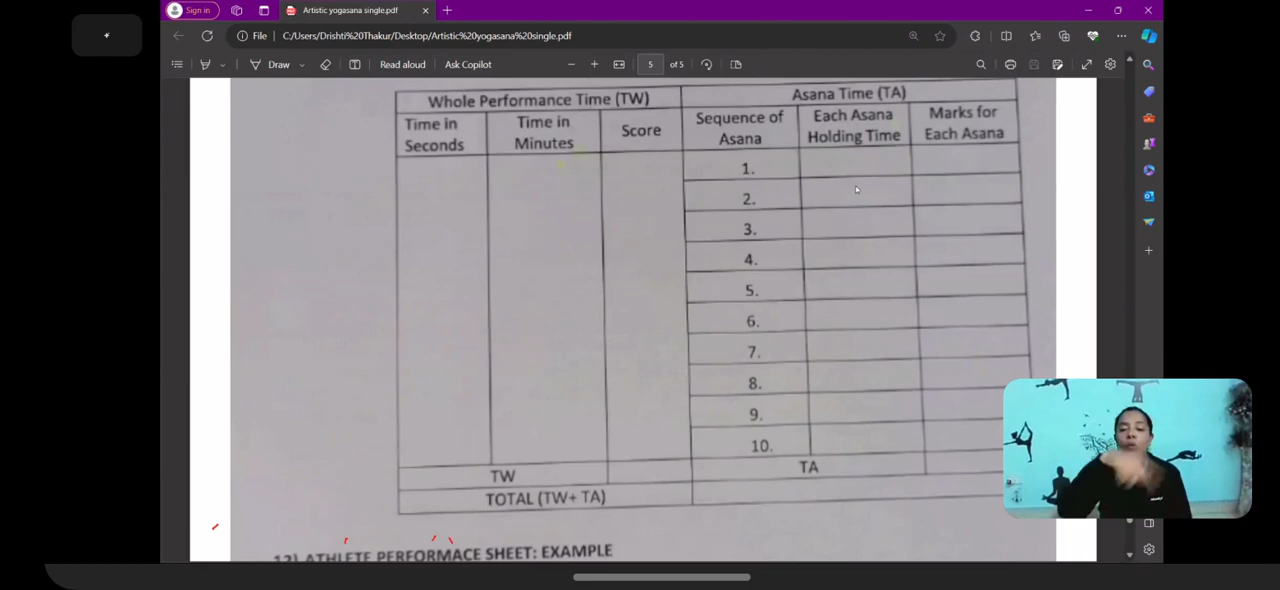 Sign in
Artistic yogasana single.pdf
File
C:/Users/Drishti%20Thakur/Desktop/Artistic%20yogasana%20single.pdf
Draw
Read aloud
Ask Copilot
5
of 5
Whole Performance Time (TW)
Asana Time (TA)
Time in
Seconds
Time in
Minutes
Score
Sequence of
Asana
Each Asana
Holding Time
Marks for
Each Asana
1.
2.
3.
4.
5.
6.
7.
8.
9.
10.
TW
TA
TOTAL (TW+ TA)
12) ATHLETE PERFORMACE SHEET: EXAMPLE